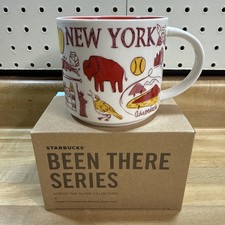 NEW YORK
STARBUCKS
BEEN THERE
SERIES